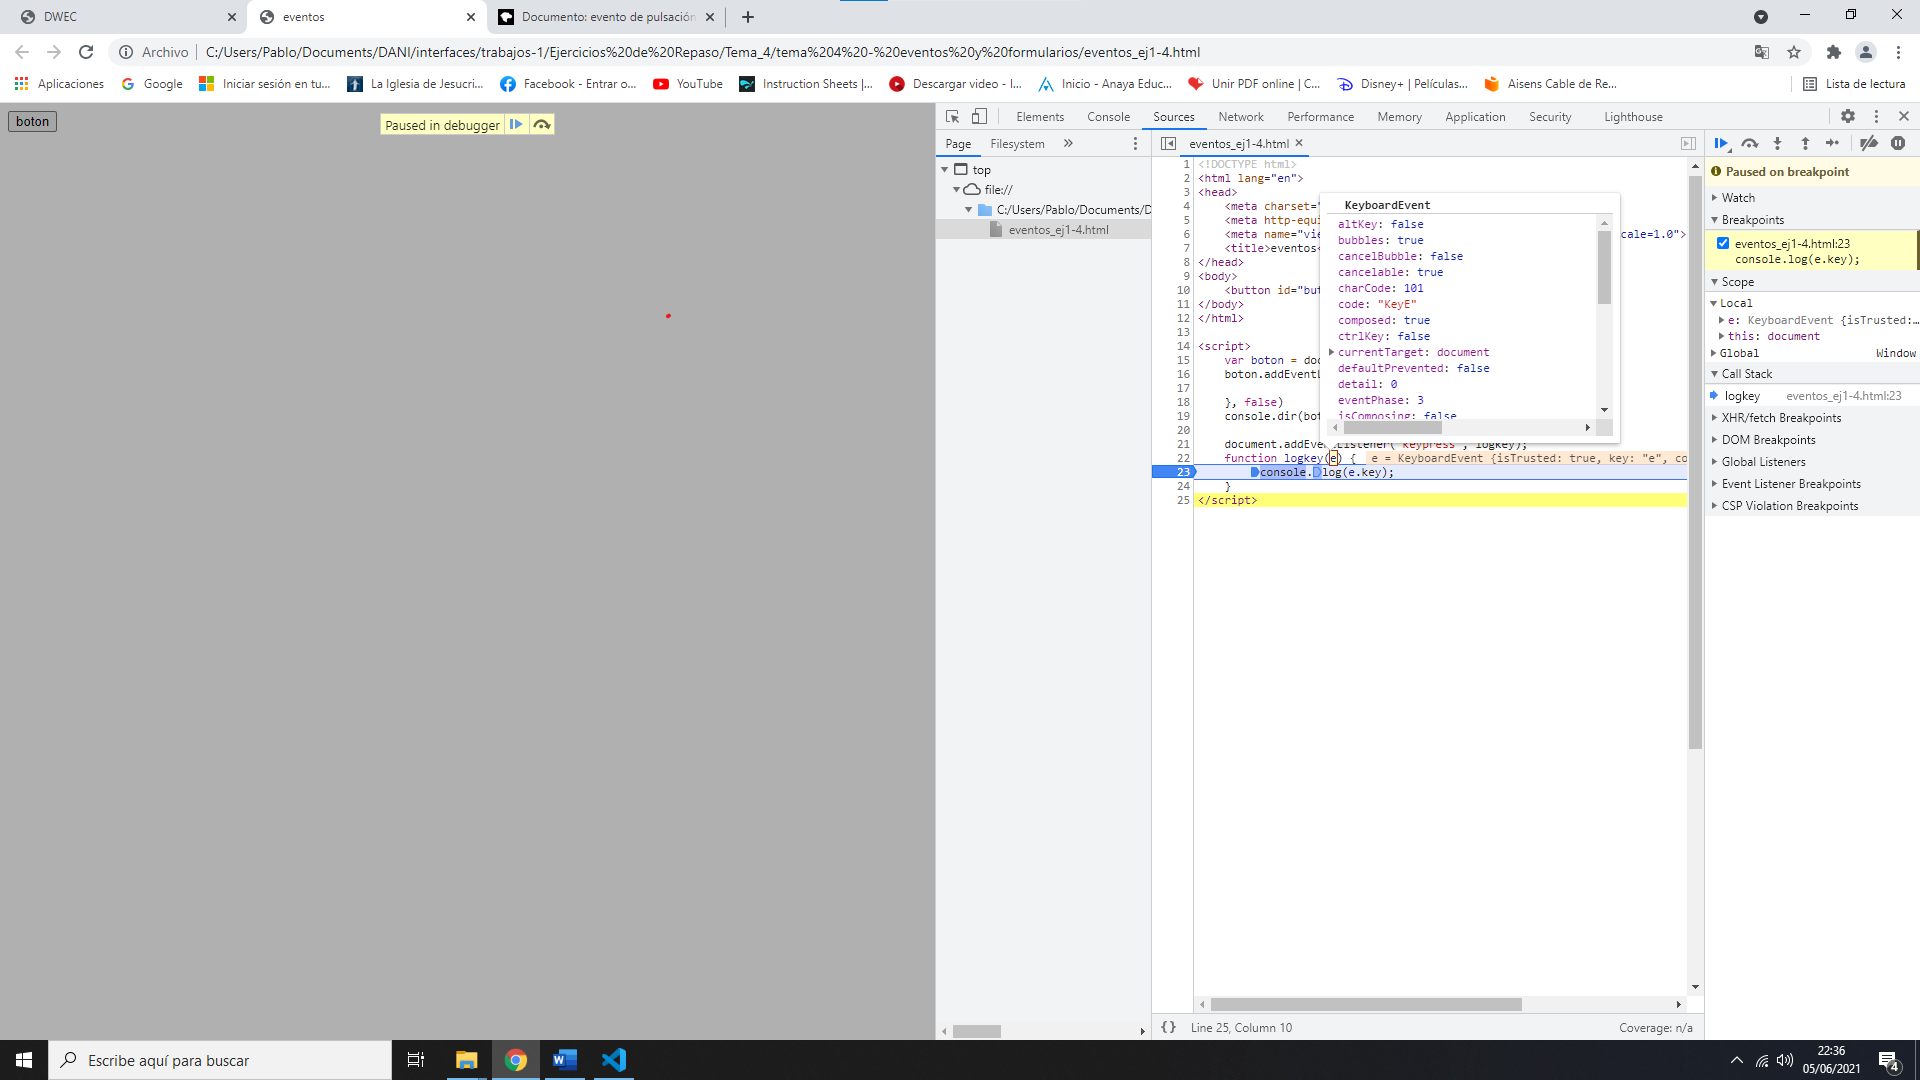 DWEC
eventos
Documento: evento de pulsación
Archivo
C:/Users/Pablo/Documents/DANI/interfaces/trabajos-1/Ejercicios%20de%20Repaso/Tema_4/tema%204%20-%20eventos%20y%20formularios/eventos_ej1-4.html
Aplicaciones
Google
Iniciar sesión en tu...
La Iglesia de Jesucri...
Facebook - Entrar o...
YouTube
Instruction Sheets |...
Descargar video - I...
Inicio - Anaya Educ...
Unir PDF online | C...
Disney+ | Películas...
Aisens Cable de Re...
Lista de lectura
boton
Paused in debugger
Elements
Console
Sources
Network
Performance
Memory
Application
Security
Lighthouse
Page
Filesystem
top
file://
C:/Users/Pablo/Documents/D
eventos_ej1-4.html
eventos_ej1-4.html
1 <!DOCTYPE html>
2 <html lang="en">
3 <head>
4 <meta charset="
5 <meta http-equi
6 <meta name="vie cale=1.0">
7 <title>eventos<
8 </head>
9 <body>
10 <button id="but
11 </body>
12 </html>
13
14 <script>
15 var boton = doc
16 boton.addEventL
17
18 }, false)
19 console.dir(bot
20
21 document.addEventListener("keypress", logkey);
22 function logkey(e) { e = KeyboardEvent {isTrusted: true, key: "e", co
23 console.log(e.key);
24 }
25 </script>
KeyboardEvent
altKey: false
bubbles: true
cancelBubble: false
cancelable: true
charCode: 101
code: "KeyE"
composed: true
ctrlKey: false
currentTarget: document
defaultPrevented: false
detail: 0
eventPhase: 3
isComposing: false
{ } Line 25, Column 10
Coverage: n/a
Paused on breakpoint
Watch
Breakpoints
eventos_ej1-4.html:23
console.log(e.key);
Scope
Local
e: KeyboardEvent {isTrusted:...
this: document
Global Window
Call Stack
logkey eventos_ej1-4.html:23
XHR/fetch Breakpoints
DOM Breakpoints
Global Listeners
Event Listener Breakpoints
CSP Violation Breakpoints
Escribe aquí para buscar
22:36
05/06/2021
4